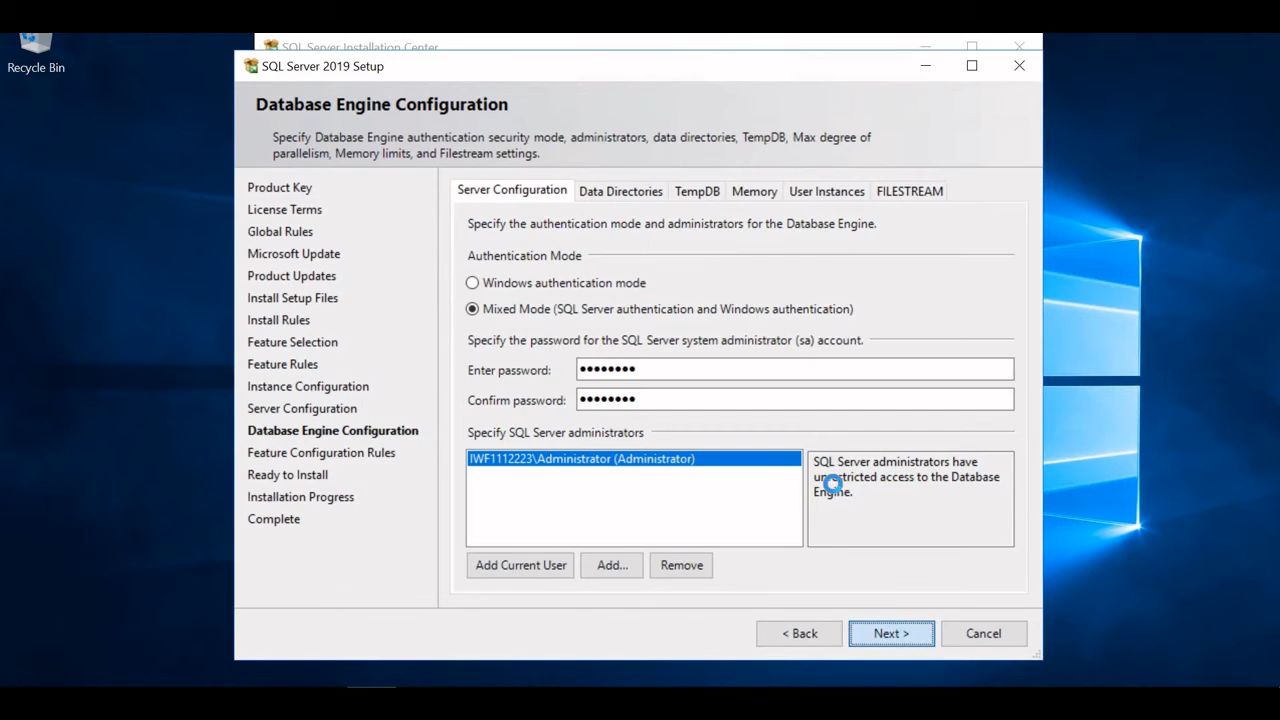 Recycle Bin
SQL Server Installation Center
SQL Server 2019 Setup
Database Engine Configuration
Specify Database Engine authentication security mode, administrators, data directories, TempDB, Max degree of
parallelism, Memory limits, and Filestream settings.
Product Key
License Terms
Global Rules
Microsoft Update
Product Updates
Install Setup Files
Install Rules
Feature Selection
Feature Rules
Instance Configuration
Server Configuration
Database Engine Configuration
Feature Configuration Rules
Ready to Install
Installation Progress
Complete
Server Configuration Data Directories TempDB Memory User Instances FILESTREAM
Specify the authentication mode and administrators for the Database Engine.
Authentication Mode
Windows authentication mode
Mixed Mode (SQL Server authentication and Windows authentication)
Specify the password for the SQL Server system administrator (sa) account.
Enter password: ●●●●●●●●
Confirm password: ●●●●●●●●
Specify SQL Server administrators
IWF1112223\Administrator (Administrator)
SQL Server administrators have
unrestricted access to the Database
Engine.
Add Current User Add... Remove
< Back Next > Cancel